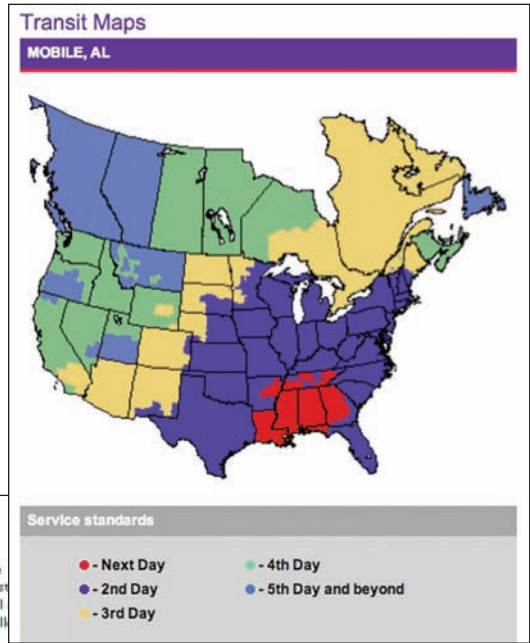 Transit Maps
MOBILE, AL
Service standards
- Next Day
- 4th Day
- 2nd Day
- 5th Day and beyond
- 3rd Day